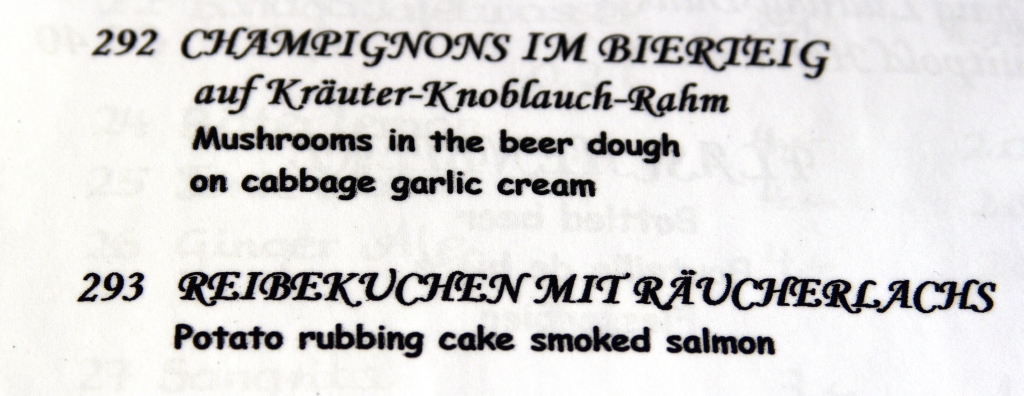 292 CHAMPIGNONS IM BIERTEIG
auf Kräuter-Knoblauch-Rahm
Mushrooms in the beer dough
on cabbage garlic cream
293 REIBEKUCHEN MIT RÄUCHERLACHS
Potato rubbing cake smoked salmon